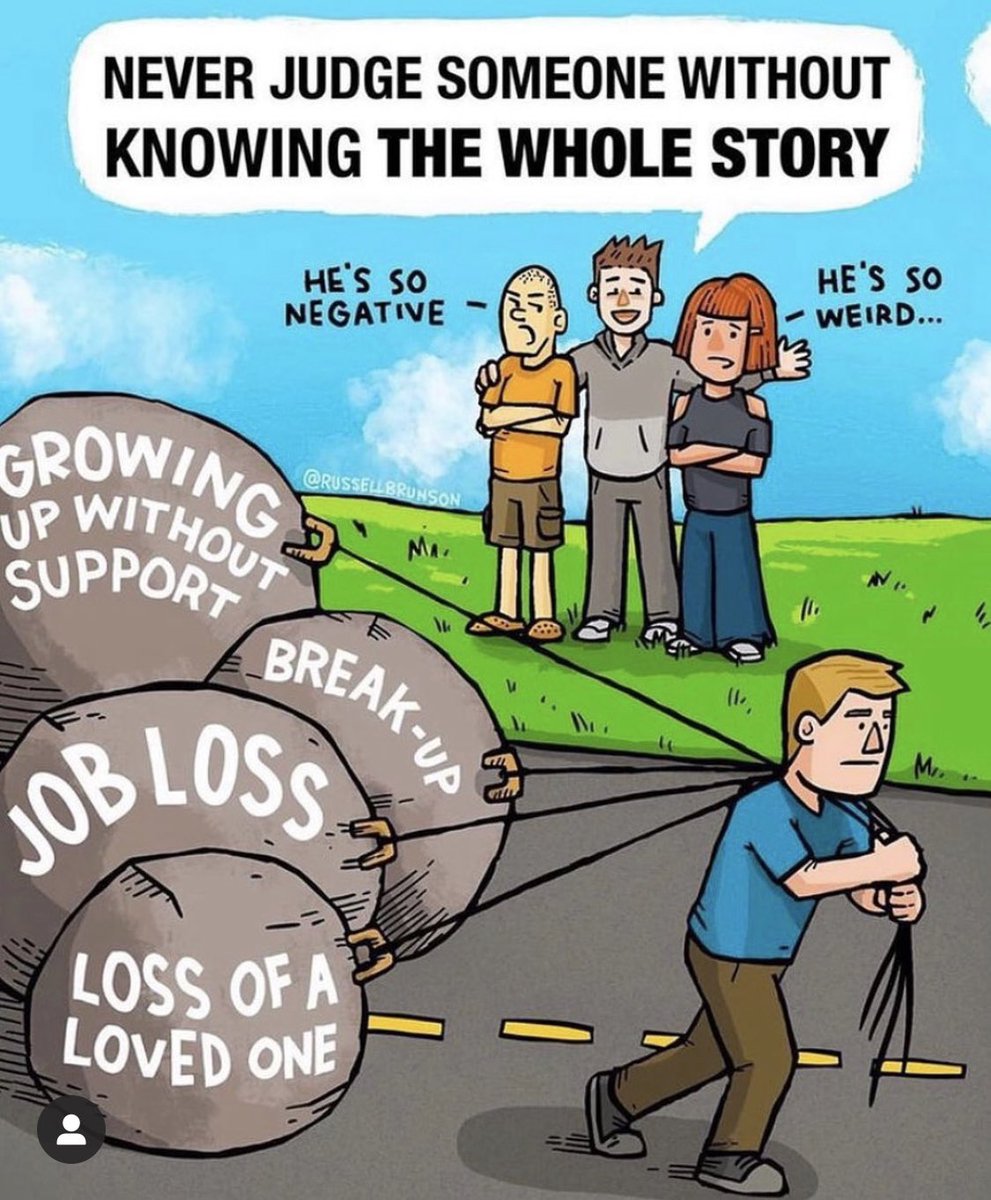 NEVER JUDGE SOMEONE WITHOUT
KNOWING THE WHOLE STORY
HE'S SO
NEGATIVE
HE'S SO
WEIRD...
@RUSSELLBRUNSON
GROWING
UP WITHOUT
SUPPORT
BREAK-UP
JOB LOSS
LOSS OF A
LOVED ONE